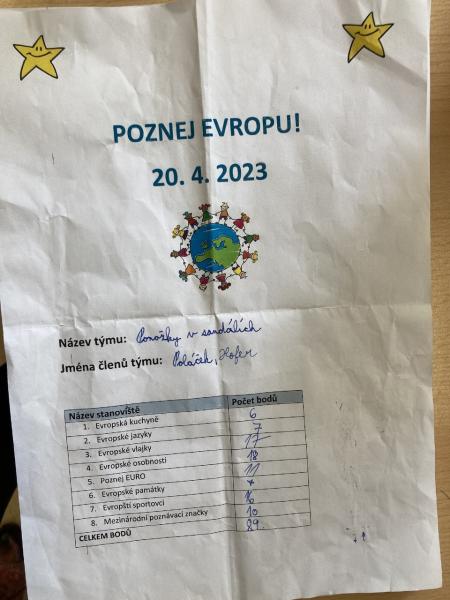 POZNEJ EVROPU!
20. 4. 2023
Název týmu: Ponožky v sandálích
Jména členů týmu: Poláček, Hofer
Název stanoviště Počet bodů
1. Evropská kuchyně 6
2. Evropské jazyky 7
3. Evropské vlajky 17
4. Evropské osobnosti 18
5. Poznej EURO 11
6. Evropské památky 4
7. Evropští sportovci 16
8. Mezinárodní poznávací značky 10
CELKEM BODŮ 89